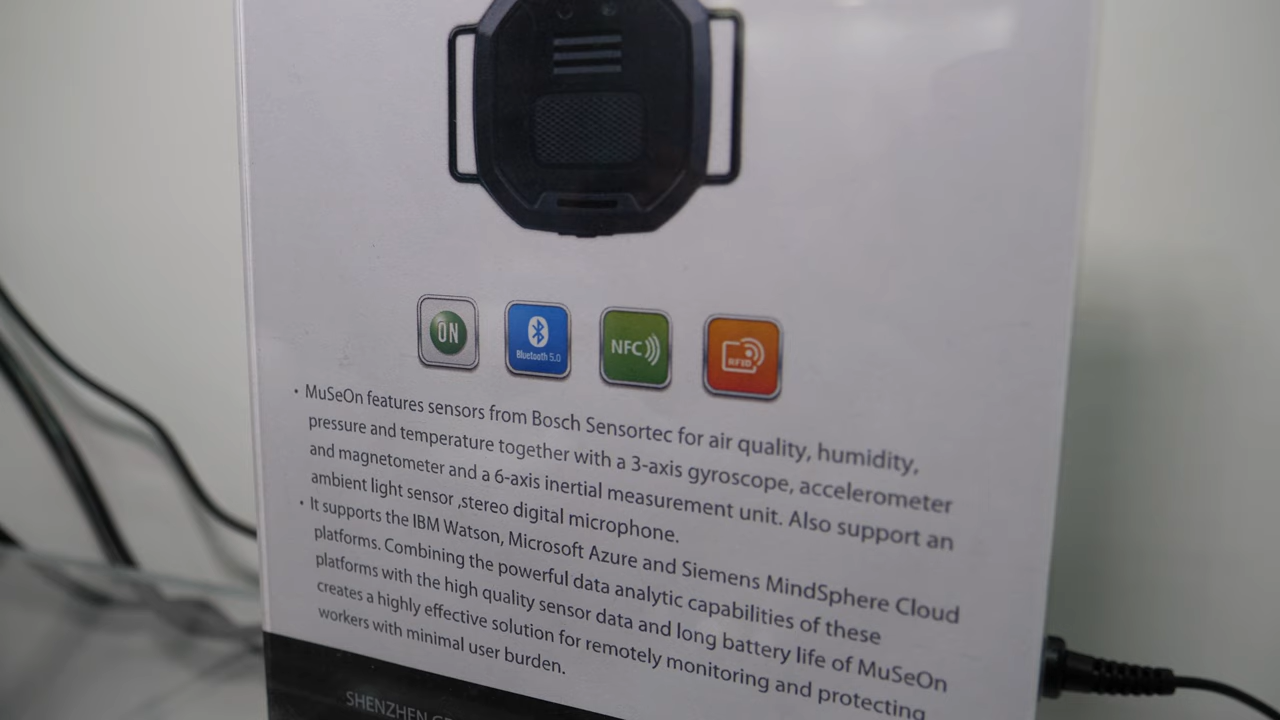 ON
Bluetooth 5.0
NFC
RFID
• MuSeOn features sensors from Bosch Sensortec for air quality, humidity,
pressure and temperature together with a 3-axis gyroscope, accelerometer
and magnetometer and a 6-axis inertial measurement unit. Also support an
ambient light sensor ,stereo digital microphone.
• It supports the IBM Watson, Microsoft Azure and Siemens MindSphere Cloud
platforms. Combining the powerful data analytic capabilities of these
platforms with the high quality sensor data and long battery life of MuSeOn
creates a highly effective solution for remotely monitoring and protecting
workers with minimal user burden.
SHENZHEN